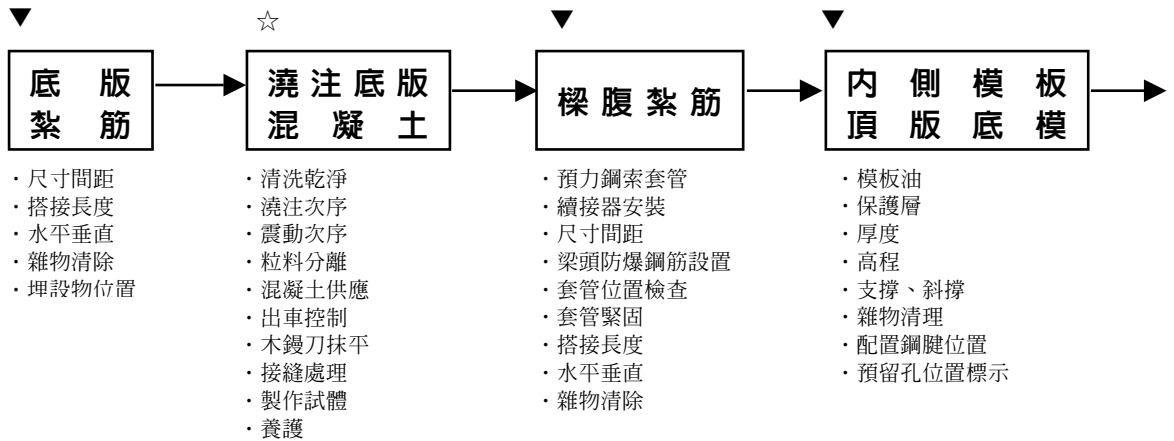 ▼
☆
▼
▼
底版
紮筋
澆注底版
混凝土
樑腹紮筋
內側模板
頂版底模
・尺寸間距
・搭接長度
・水平垂直
・雜物清除
・埋設物位置
・清洗乾淨
・澆注次序
・震動次序
・粒料分離
・混凝土供應
・出車控制
・木鏝刀抹平
・接縫處理
・製作試體
・養護
・預力鋼索套管
・續接器安裝
・尺寸間距
・梁頭防爆鋼筋設置
・套管位置檢查
・套管緊固
・搭接長度
・水平垂直
・雜物清除
・模板油
・保護層
・厚度
・高程
・支撐、斜撐
・雜物清理
・配置鋼腱位置
・預留孔位置標示